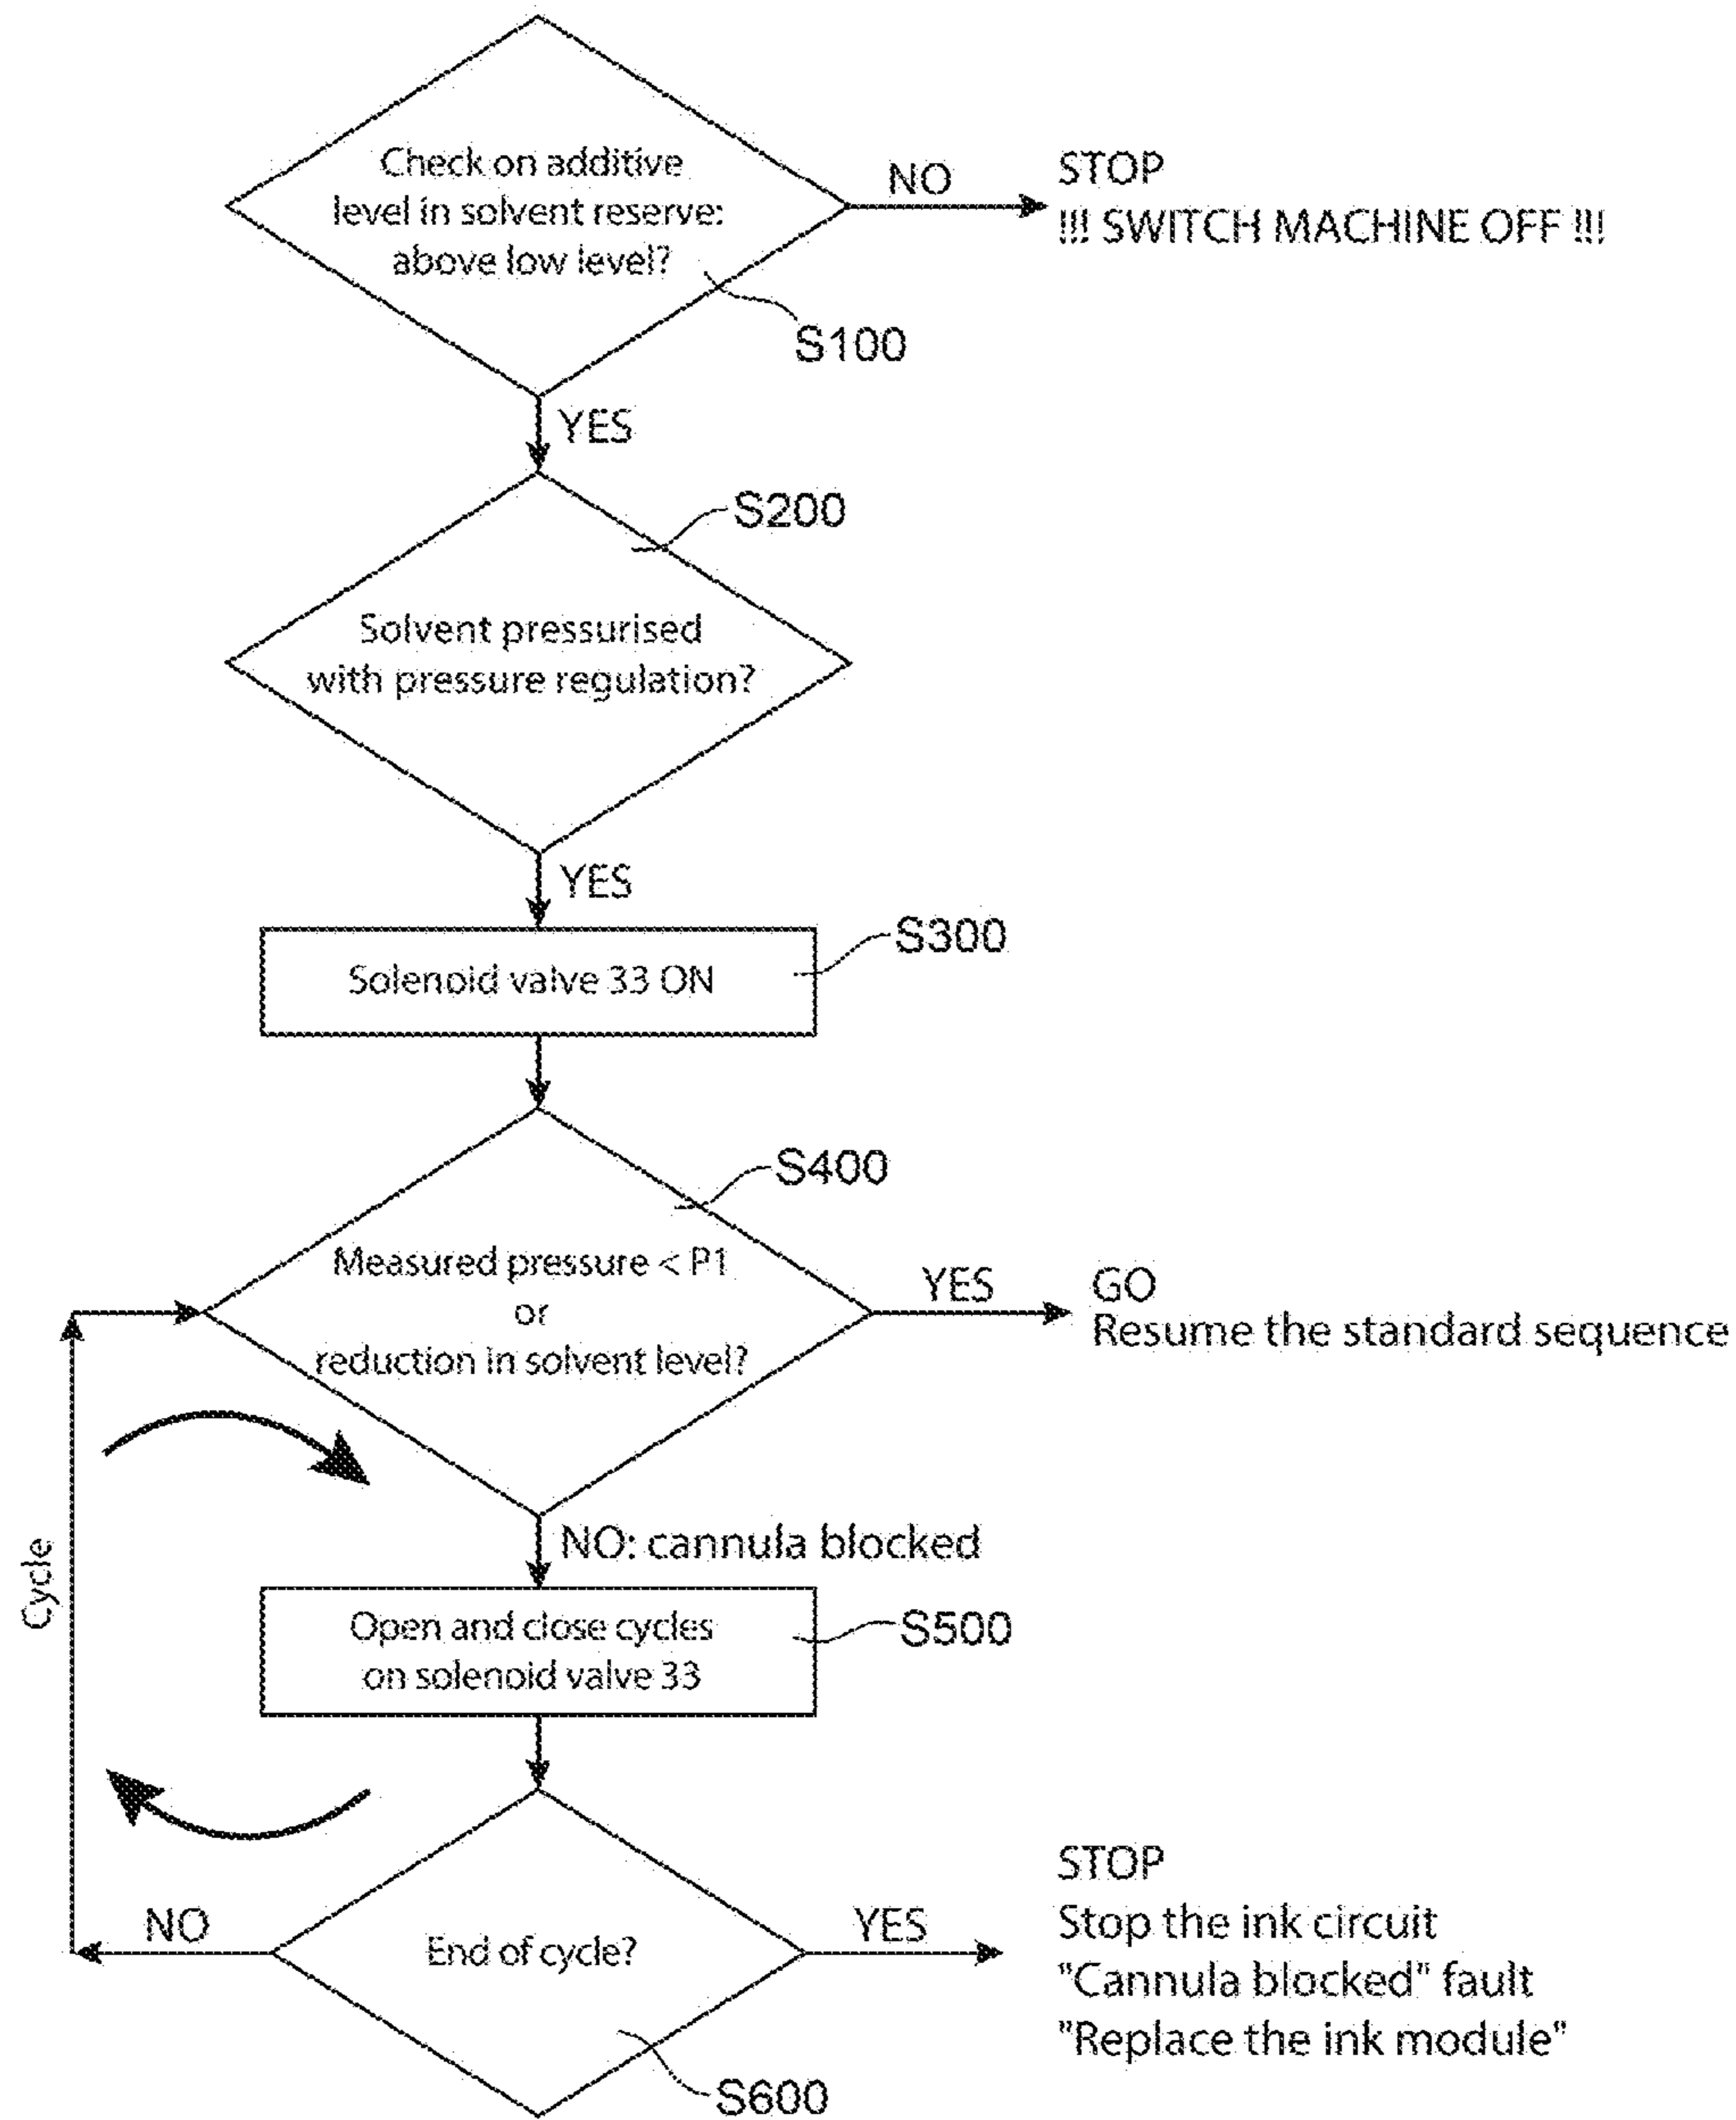 Check on additive
level in solvent reserve:
above low level?
NO
STOP
!!! SWITCH MACHINE OFF !!!
S100
YES
S200
Solvent pressurised
with pressure regulation?
YES
S300
Solenoid valve 33 ON
S400
Measured pressure < P1
or
reduction in solvent level?
YES
GO
Resume the standard sequence
NO: cannula blocked
Cycle
Open and close cycles
on solenoid valve 33
S500
NO
End of cycle?
YES
STOP
Stop the ink circuit
"Cannula blocked" fault
"Replace the ink module"
S600